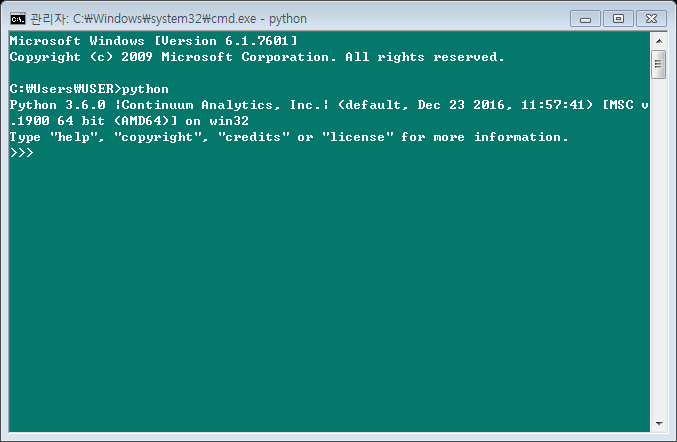 관리자: C:₩Windows₩system32₩cmd.exe - python
Microsoft Windows [Version 6.1.7601]
Copyright (c) 2009 Microsoft Corporation. All rights reserved.
C:₩Users₩USER>python
Python 3.6.0 |Continuum Analytics, Inc.| (default, Dec 23 2016, 11:57:41) [MSC v
.1900 64 bit (AMD64)] on win32
Type "help", "copyright", "credits" or "license" for more information.
>>>